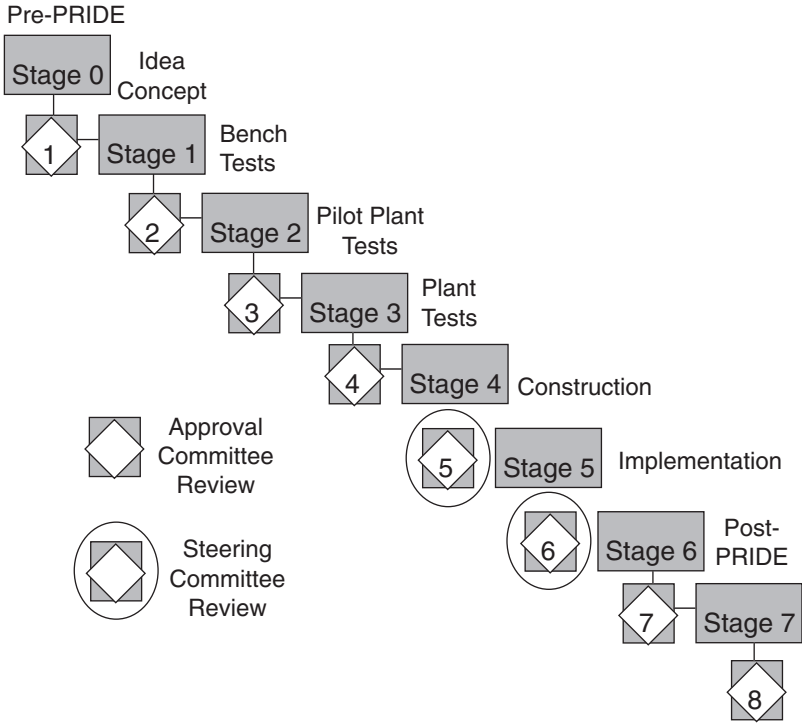 Pre-PRIDE
Stage 0
Idea
Concept
1
Stage 1
Bench
Tests
2
Stage 2
Pilot Plant
Tests
3
Stage 3
Plant
Tests
4
Stage 4
Construction
Approval
Committee
Review
5
Stage 5
Implementation
Steering
Committee
Review
6
Stage 6
Post-
PRIDE
7
Stage 7
8